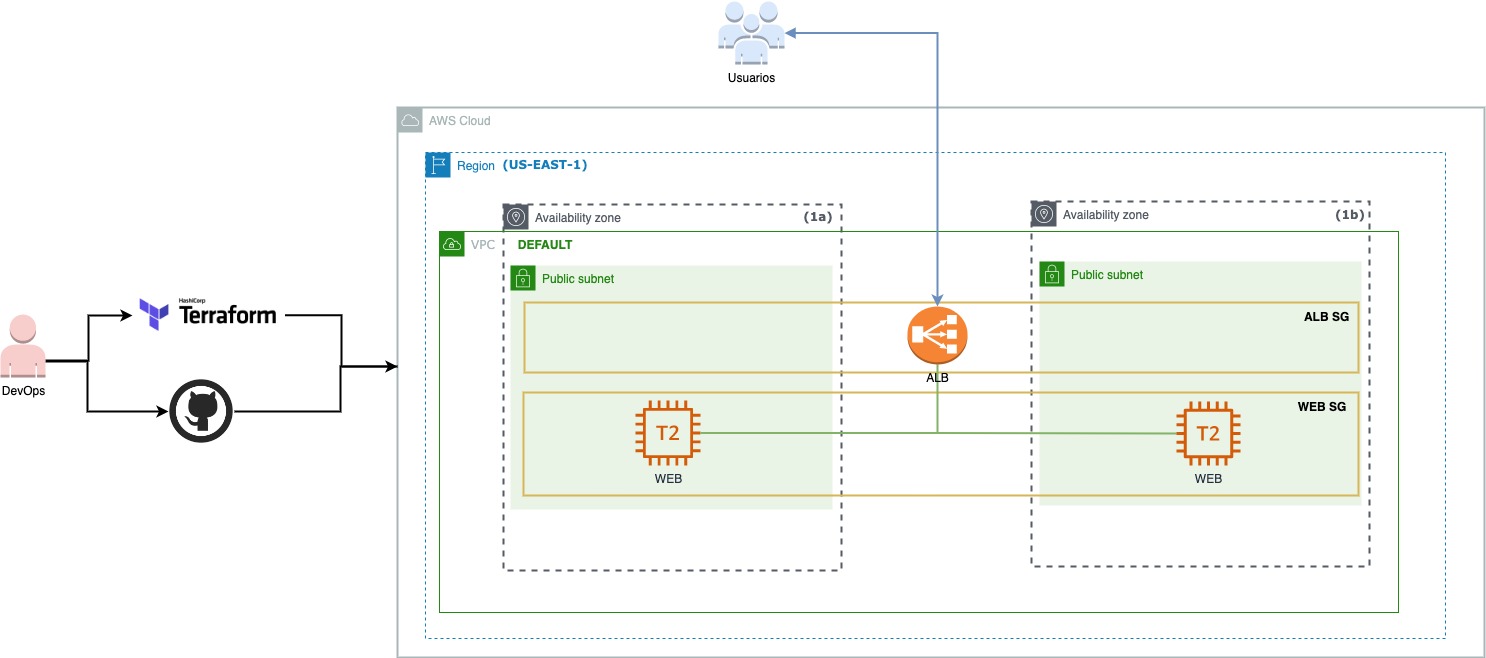 Usuarios
AWS Cloud
Region (US-EAST-1)
Availability zone (1a)
Availability zone (1b)
VPC DEFAULT
Public subnet
Public subnet
HashiCorp
Terraform
ALB SG
ALB
DevOps
WEB SG
T2
T2
WEB
WEB